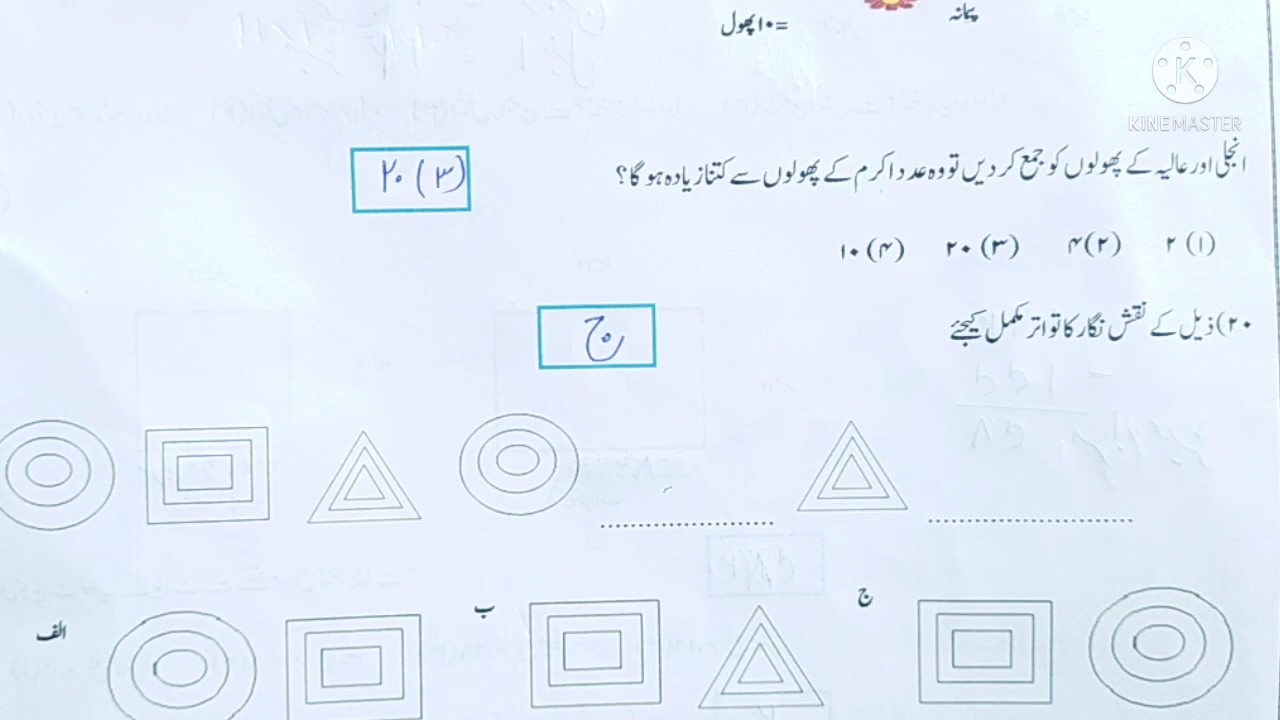 پیمانہ
= ۱۰ پھول
KINEMASTER
انجلی اور عالیہ کے پھولوں کو جمع کر دیں تو وہ عدد اکرم کے پھولوں سے کتنا زیادہ ہو گا؟
(۳) ۲۰
(۱) ۲ (۲) ۴ (۳) ۲۰ (۴) ۱۰
۲۰) ذیل کے نقش نگار کا تواتر مکمل کیجئے
ج
ج
ب
الف